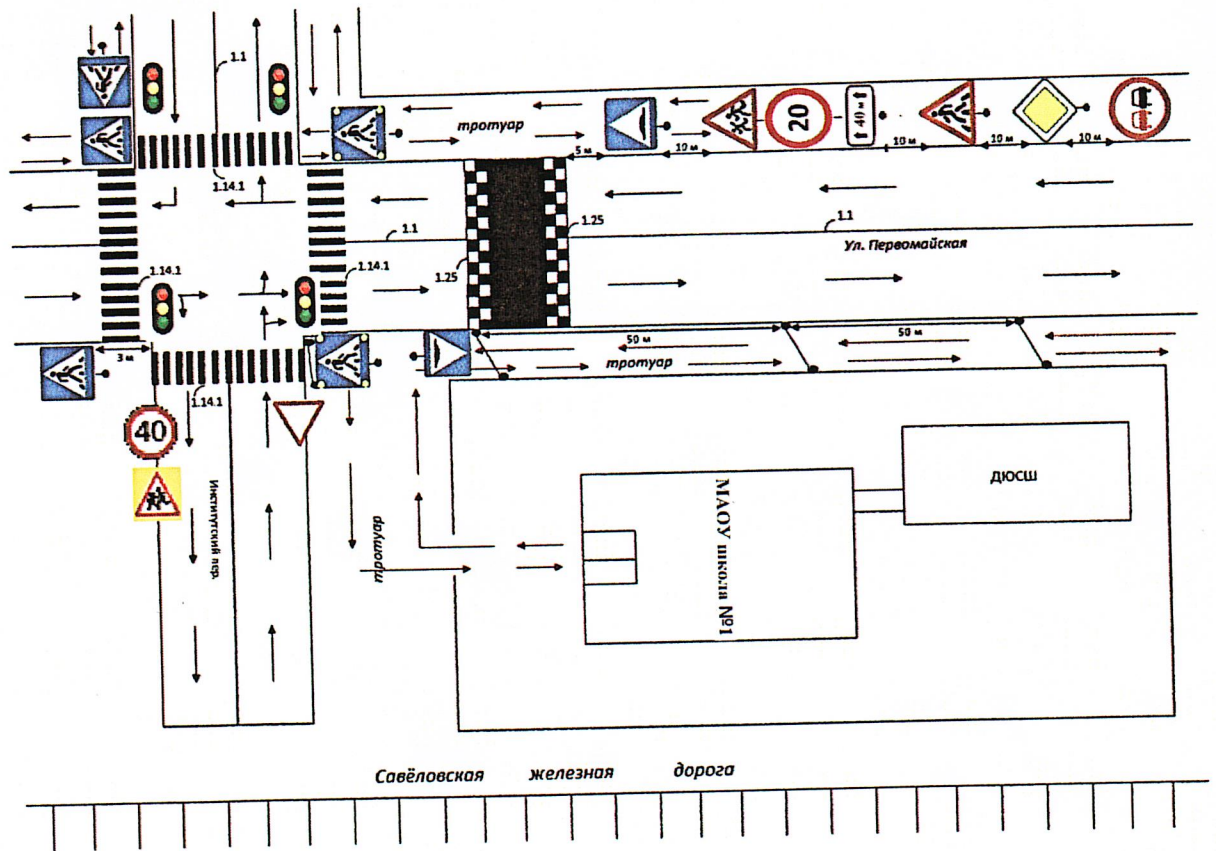 1.1
тротуар
20
40 м
5 м
10 м
10 м
10 м
10 м
1.14.1
1.1
1.25
1.1
Ул. Первомайская
1.14.1
1.14.1
1.25
3 м
50 м
50 м
тротуар
1.14.1
40
Институтский пер.
тротуар
МАОУ школа №1
ДЮСШ
Савёловская железная дорога